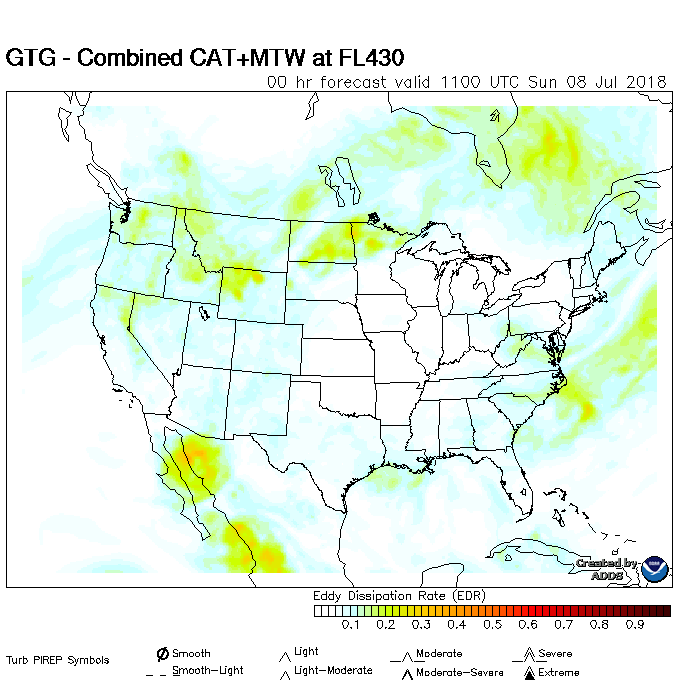 GTG - Combined CAT+MTW at FL430
00 hr forecast valid 1100 UTC Sun 08 Jul 2018
Created by
ADDS
Eddy Dissipation Rate (EDR)
0.1 0.2 0.3 0.4 0.5 0.6 0.7 0.8 0.9
Turb PIREP Symbols
Smooth Light Moderate Severe
Smooth-Light Light-Moderate Moderate-Severe Extreme